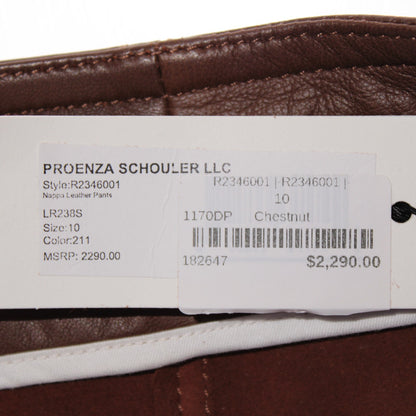 PROENZA SCHOULER LLC
Style:R2346001
Nappa Leather Pants
LR238S
Size:10
Color:211
MSRP: 2290.00
R2346001 | R2346001 |
10
1170DP Chestnut
182647 $2,290.00